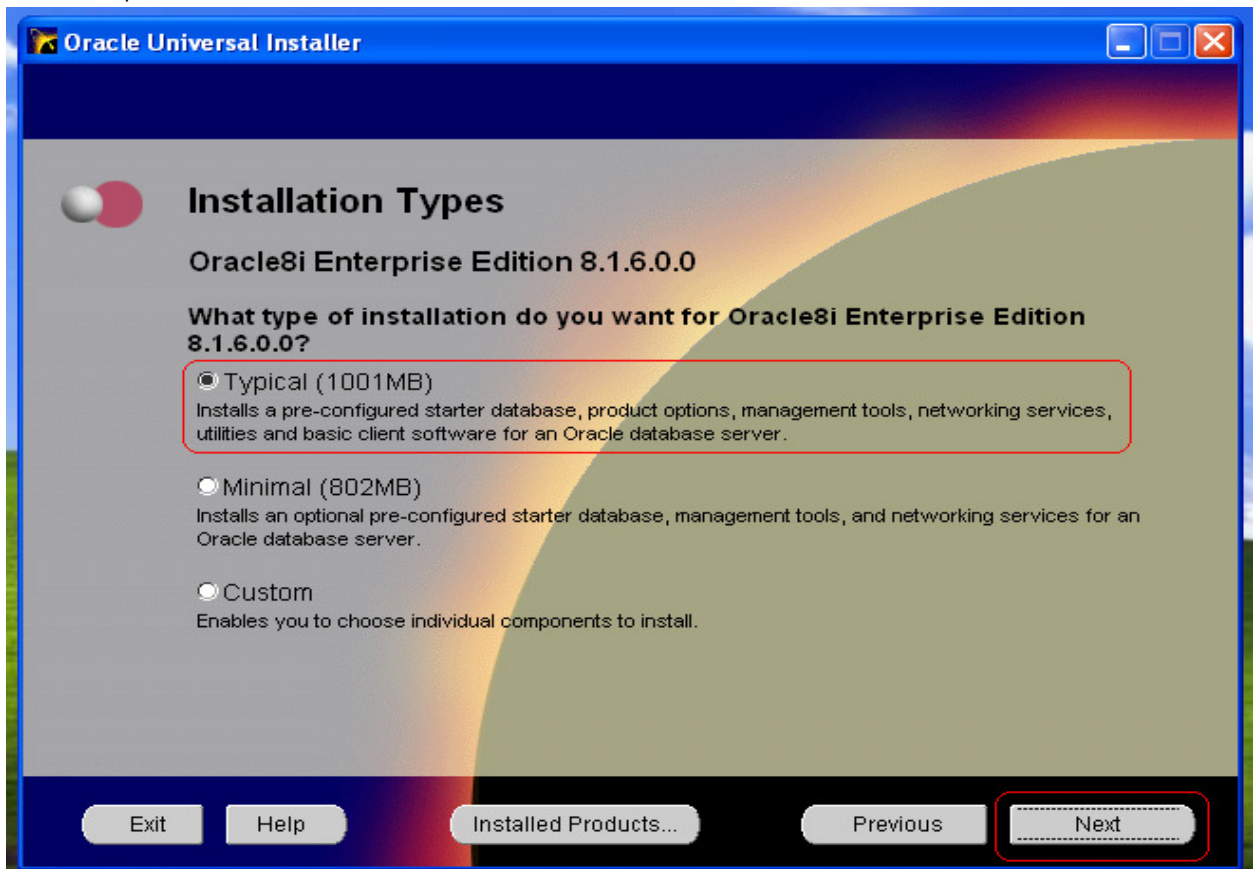 Oracle Universal Installer
Installation Types
Oracle8i Enterprise Edition 8.1.6.0.0
What type of installation do you want for Oracle8i Enterprise Edition
8.1.6.0.0?
Typical (1001MB)
Installs a pre-configured starter database, product options, management tools, networking services,
utilities and basic client software for an Oracle database server.
Minimal (802MB)
Installs an optional pre-configured starter database, management tools, and networking services for an
Oracle database server.
Custom
Enables you to choose individual components to install.
Exit Help Installed Products... Previous Next